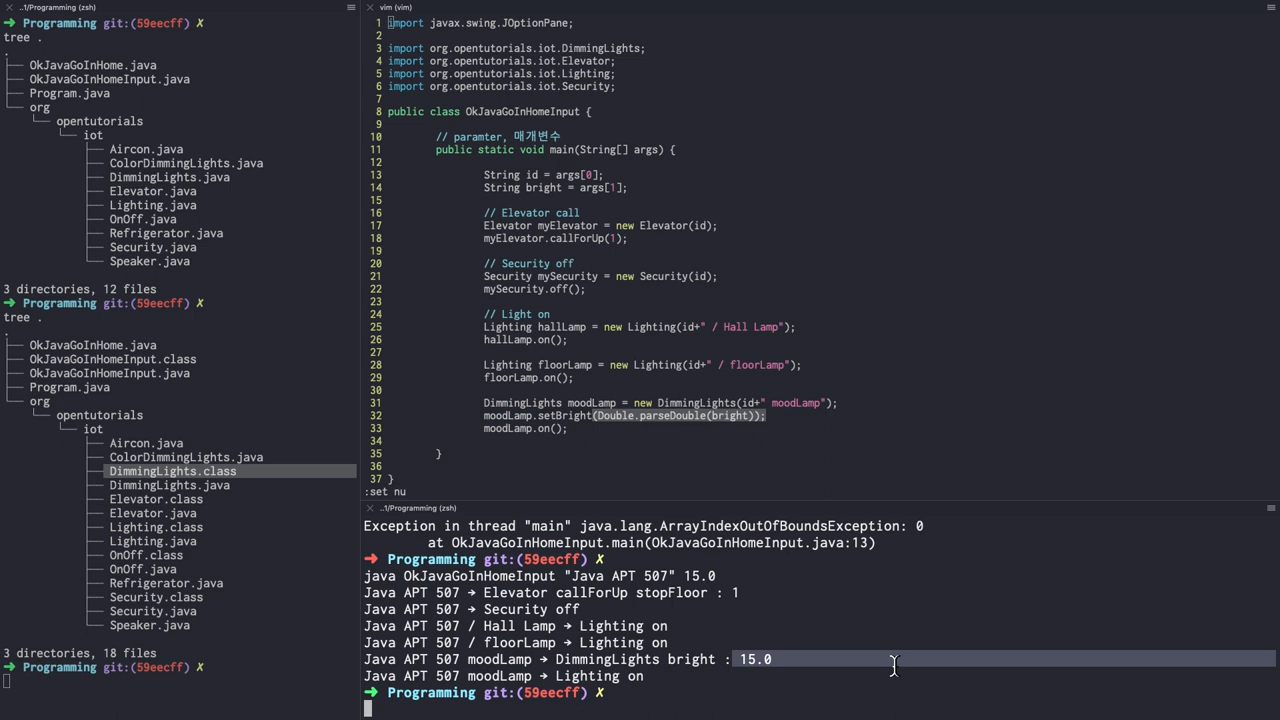 ..1/Programming (zsh)
➜ Programming git:(59eecff) ✗
tree .
.
├── OkJavaGoInHome.java
├── OkJavaGoInHomeInput.java
├── Program.java
└── org
    └── opentutorials
        └── iot
            ├── Aircon.java
            ├── ColorDimmingLights.java
            ├── DimmingLights.java
            ├── Elevator.java
            ├── Lighting.java
            ├── OnOff.java
            ├── Refrigerator.java
            ├── Security.java
            └── Speaker.java
3 directories, 12 files
➜ Programming git:(59eecff) ✗
tree .
.
├── OkJavaGoInHome.java
├── OkJavaGoInHomeInput.class
├── OkJavaGoInHomeInput.java
├── Program.java
└── org
    └── opentutorials
        └── iot
            ├── Aircon.java
            ├── ColorDimmingLights.java
            ├── DimmingLights.class
            ├── DimmingLights.java
            ├── Elevator.class
            ├── Elevator.java
            ├── Lighting.class
            ├── Lighting.java
            ├── OnOff.class
            ├── OnOff.java
            ├── Refrigerator.java
            ├── Security.class
            ├── Security.java
            └── Speaker.java
3 directories, 18 files
➜ Programming git:(59eecff) ✗
vim (vim)
1 import javax.swing.JOptionPane;
2
3 import org.opentutorials.iot.DimmingLights;
4 import org.opentutorials.iot.Elevator;
5 import org.opentutorials.iot.Lighting;
6 import org.opentutorials.iot.Security;
7
8 public class OkJavaGoInHomeInput {
9
10 // paramter, 매개변수
11 public static void main(String[] args) {
12
13 String id = args[0];
14 String bright = args[1];
15
16 // Elevator call
17 Elevator myElevator = new Elevator(id);
18 myElevator.callForUp(1);
19
20 // Security off
21 Security mySecurity = new Security(id);
22 mySecurity.off();
23
24 // Light on
25 Lighting hallLamp = new Lighting(id+" / Hall Lamp");
26 hallLamp.on();
27
28 Lighting floorLamp = new Lighting(id+" / floorLamp");
29 floorLamp.on();
30
31 DimmingLights moodLamp = new DimmingLights(id+" moodLamp");
32 moodLamp.setBright(Double.parseDouble(bright));
33 moodLamp.on();
34
35 }
36
37 }
:set nu
..1/Programming (zsh)
Exception in thread "main" java.lang.ArrayIndexOutOfBoundsException: 0
at OkJavaGoInHomeInput.main(OkJavaGoInHomeInput.java:13)
➜ Programming git:(59eecff) ✗
java OkJavaGoInHomeInput "Java APT 507" 15.0
Java APT 507 → Elevator callForUp stopFloor : 1
Java APT 507 → Security off
Java APT 507 / Hall Lamp → Lighting on
Java APT 507 / floorLamp → Lighting on
Java APT 507 moodLamp → DimmingLights bright : 15.0
Java APT 507 moodLamp → Lighting on
➜ Programming git:(59eecff) ✗